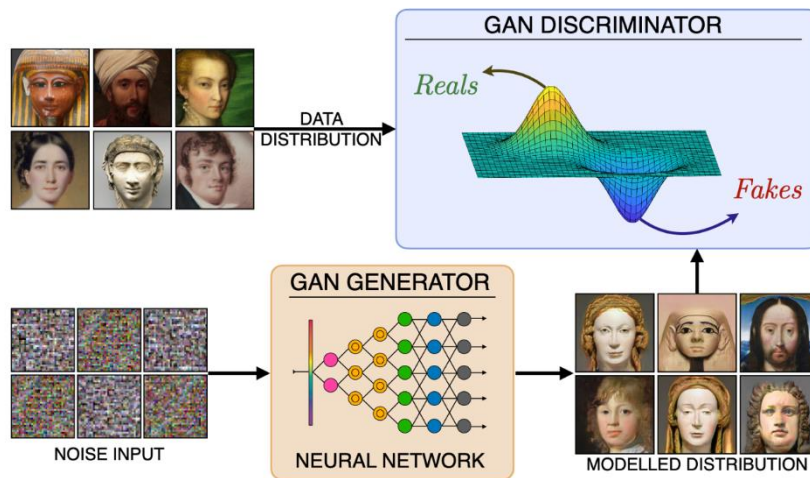 GAN DISCRIMINATOR
Reals
DATA
DISTRIBUTION
Fakes
GAN GENERATOR
NOISE INPUT
NEURAL NETWORK
MODELLED DISTRIBUTION